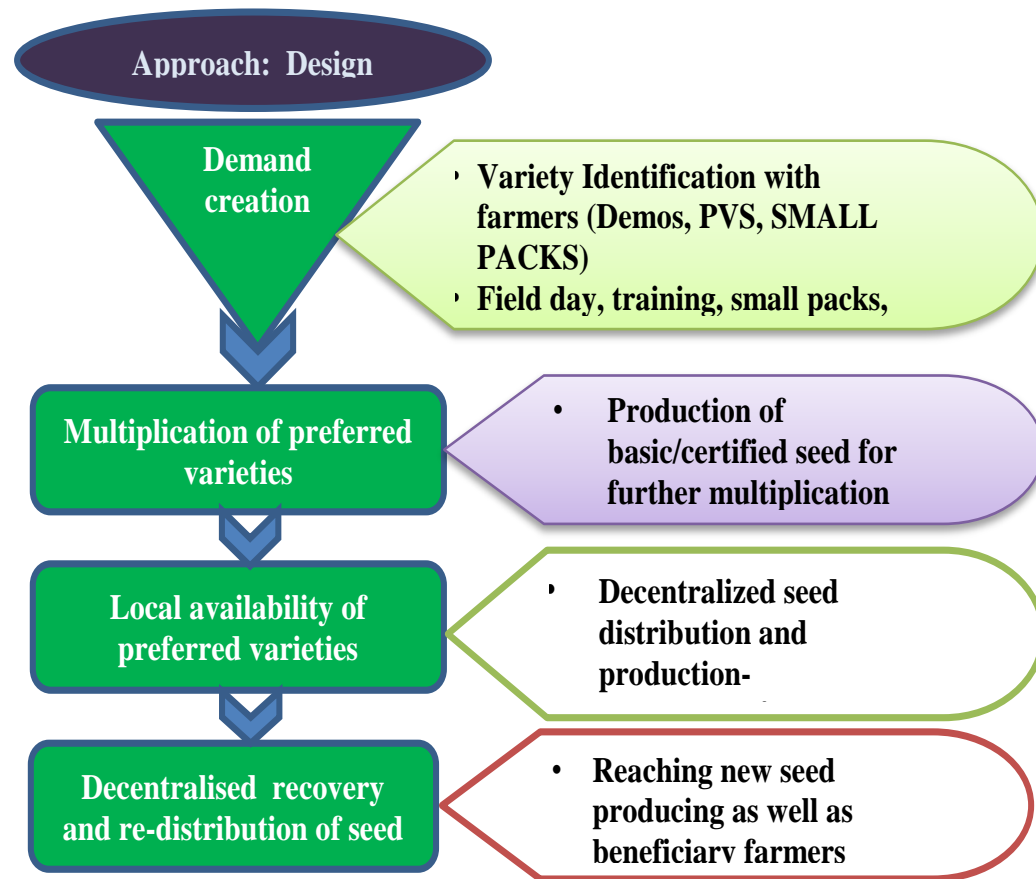 Approach: Design
Demand
creation
• Variety Identification with
farmers (Demos, PVS, SMALL
PACKS)
• Field day, training, small packs,
Multiplication of preferred
varieties
• Production of
basic/certified seed for
further multiplication
Local availability of
preferred varieties
• Decentralized seed
distribution and
production-
Decentralised recovery
and re-distribution of seed
• Reaching new seed
producing as well as
beneficiary farmers